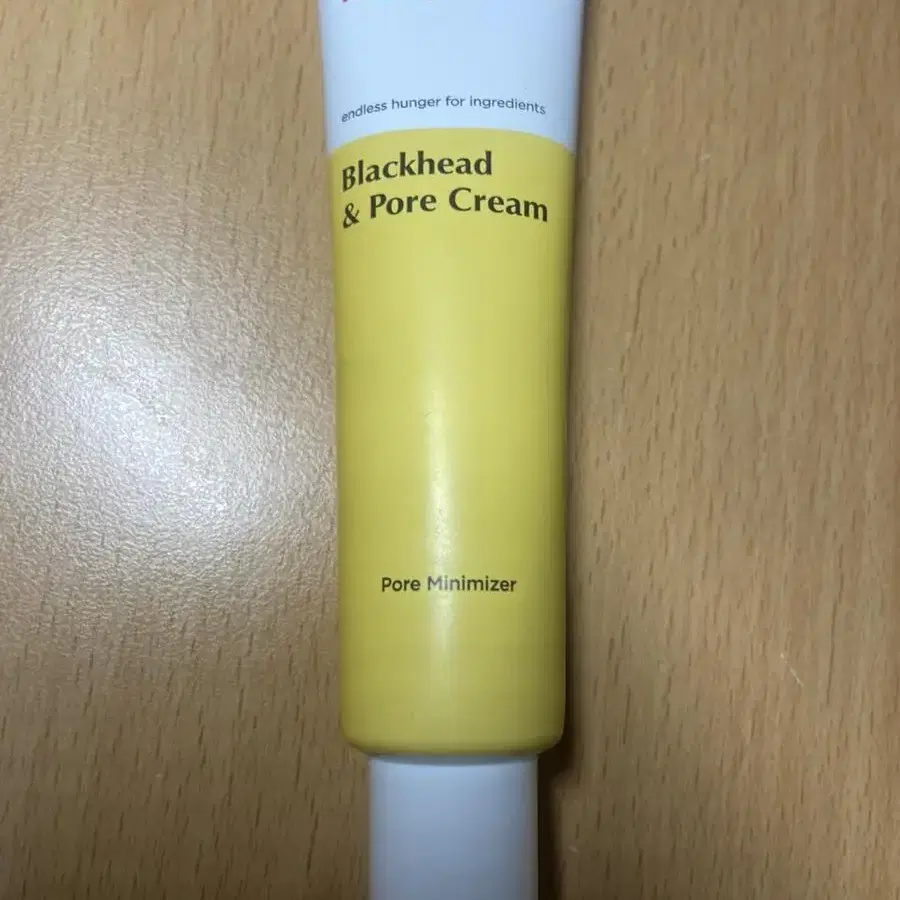 endless hunger for ingredients
Blackhead
& Pore Cream
Pore Minimizer